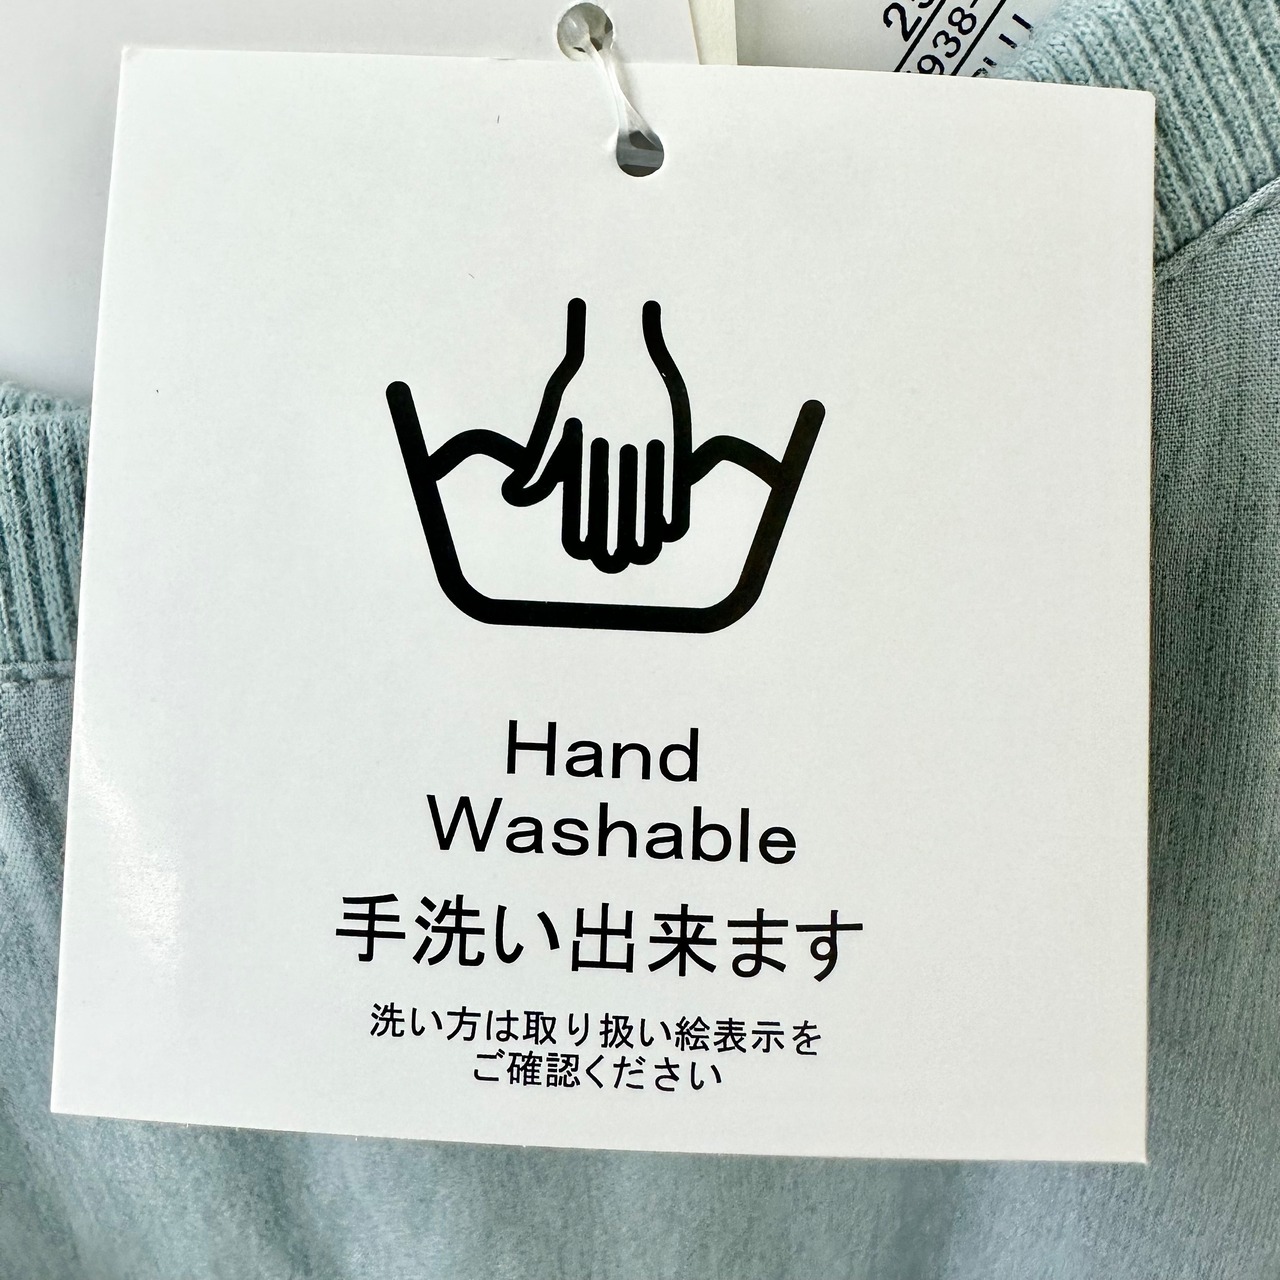 Hand
Washable
手洗い出来ます
洗い方は取り扱い絵表示を
ご確認ください